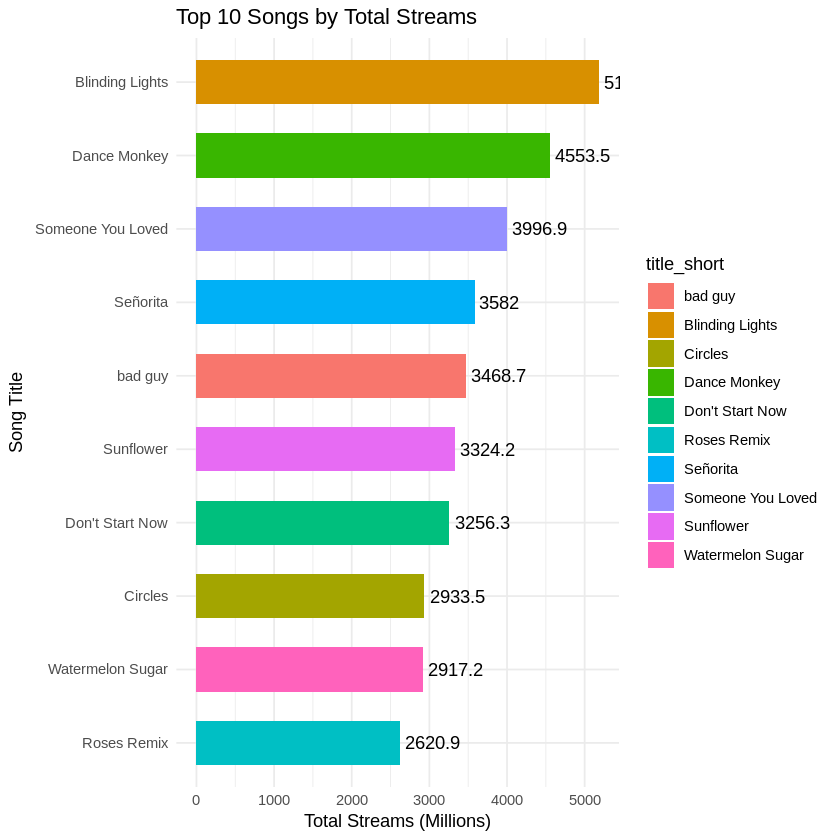 Top 10 Songs by Total Streams
Song Title
Blinding Lights
51
Dance Monkey
4553.5
Someone You Loved
3996.9
Señorita
3582
bad guy
3468.7
Sunflower
3324.2
Don't Start Now
3256.3
Circles
2933.5
Watermelon Sugar
2917.2
Roses Remix
2620.9
0 1000 2000 3000 4000 5000
Total Streams (Millions)
title_short
bad guy
Blinding Lights
Circles
Dance Monkey
Don't Start Now
Roses Remix
Señorita
Someone You Loved
Sunflower
Watermelon Sugar